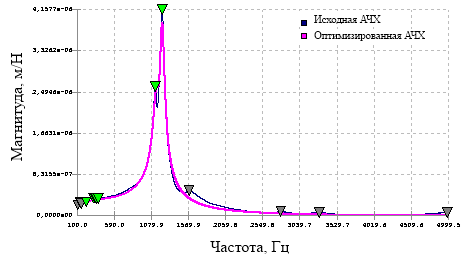 4,1577e-06
Исходная АЧХ
Оптимизированная АЧХ
3,3262e-06
2,4946e-06
1,6631e-06
8,3155e-07
0,0000e00
Магнитуда, м/Н
100.0 590.0 1079.9 1569.9 2059.8 2549.8 3039.7 3529.7 4019.6 4509.6 4999.5
Частота, Гц